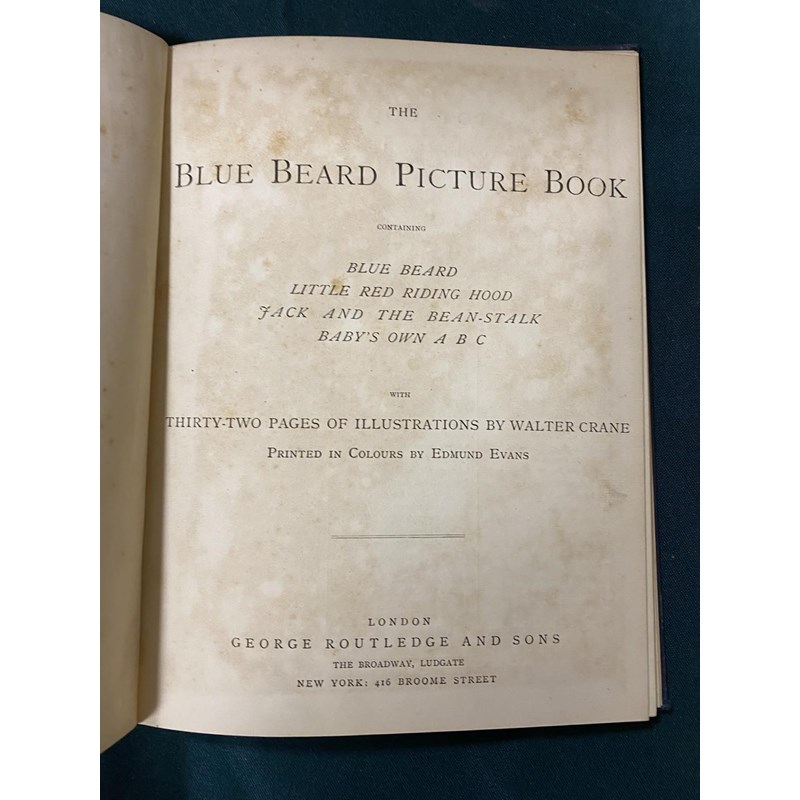 THE
BLUE BEARD PICTURE BOOK
CONTAINING
BLUE BEARD
LITTLE RED RIDING HOOD
JACK AND THE BEAN-STALK
BABY'S OWN A B C
WITH
THIRTY-TWO PAGES OF ILLUSTRATIONS BY WALTER CRANE
PRINTED IN COLOURS BY EDMUND EVANS
LONDON
GEORGE ROUTLEDGE AND SONS
THE BROADWAY, LUDGATE
NEW YORK: 416 BROOME STREET